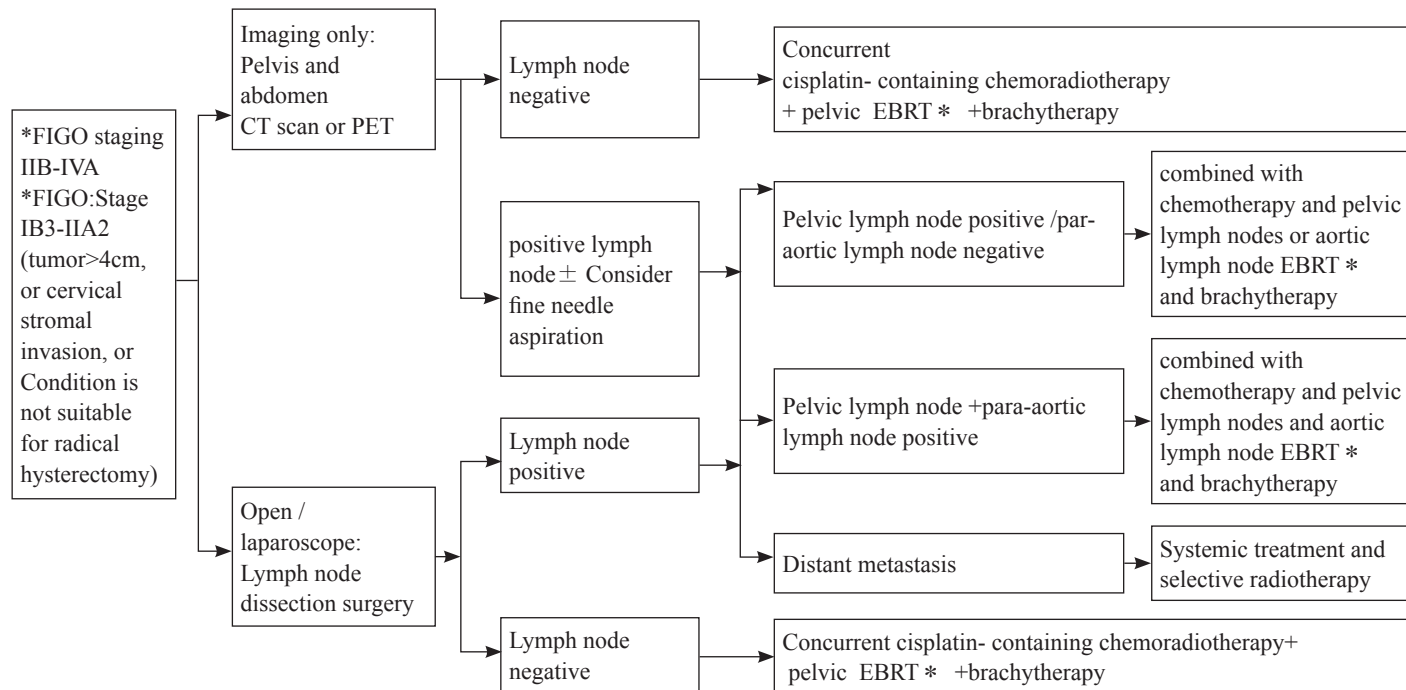 *FIGO staging
IIB-IVA
*FIGO:Stage
IB3-IIA2
(tumor>4cm,
or cervical
stromal
invasion, or
Condition is
not suitable
for radical
hysterectomy)
Imaging only:
Pelvis and
abdomen
CT scan or PET
Open /
laparoscope:
Lymph node
dissection surgery
Lymph node
negative
positive lymph
node± Consider
fine needle
aspiration
Lymph node
positive
Lymph node
negative
Concurrent
cisplatin- containing chemoradiotherapy
+ pelvic EBRT * +brachytherapy
Pelvic lymph node positive /par-
aortic lymph node negative
combined with
chemotherapy and pelvic
lymph nodes or aortic
lymph node EBRT *
and brachytherapy
Pelvic lymph node +para-aortic
lymph node positive
combined with
chemotherapy and pelvic
lymph nodes and aortic
lymph node EBRT *
and brachytherapy
Distant metastasis
Systemic treatment and
selective radiotherapy
Concurrent cisplatin- containing chemoradiotherapy+
pelvic EBRT * +brachytherapy